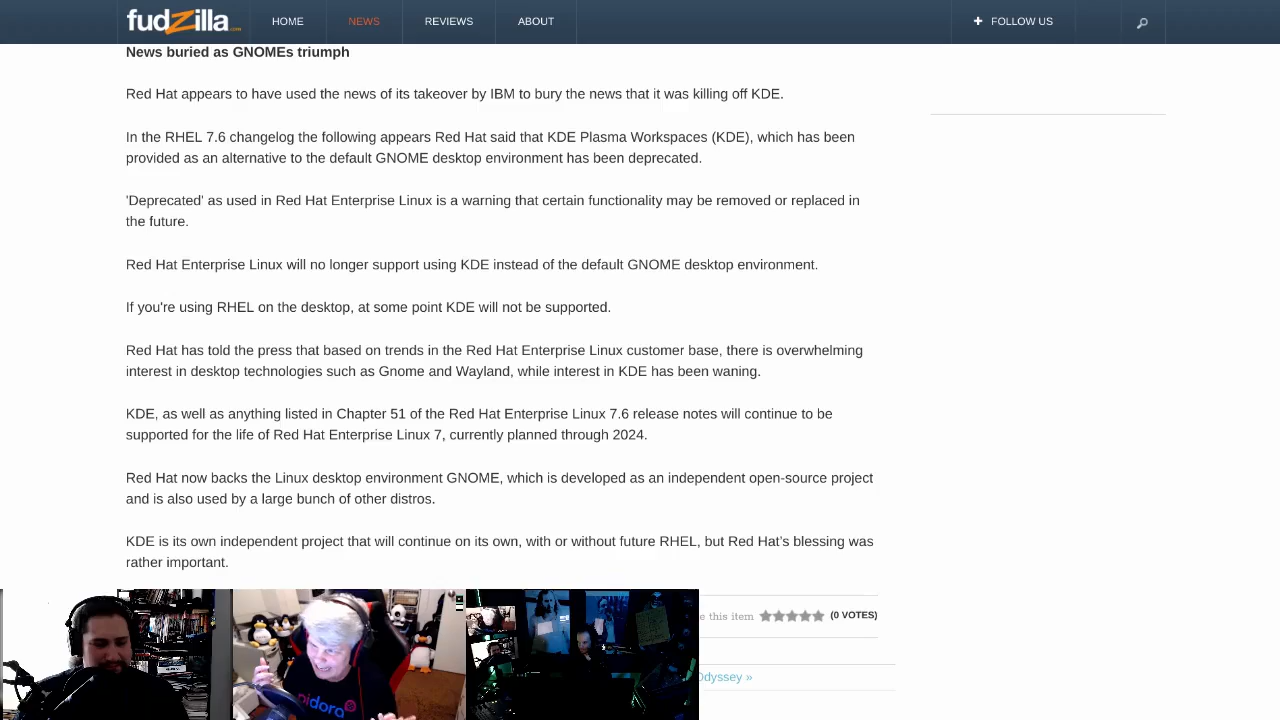 fudzilla.com HOME NEWS REVIEWS ABOUT + FOLLOW US
News buried as GNOMEs triumph
Red Hat appears to have used the news of its takeover by IBM to bury the news that it was killing off KDE.
In the RHEL 7.6 changelog the following appears Red Hat said that KDE Plasma Workspaces (KDE), which has been
provided as an alternative to the default GNOME desktop environment has been deprecated.
'Deprecated' as used in Red Hat Enterprise Linux is a warning that certain functionality may be removed or replaced in
the future.
Red Hat Enterprise Linux will no longer support using KDE instead of the default GNOME desktop environment.
If you're using RHEL on the desktop, at some point KDE will not be supported.
Red Hat has told the press that based on trends in the Red Hat Enterprise Linux customer base, there is overwhelming
interest in desktop technologies such as Gnome and Wayland, while interest in KDE has been waning.
KDE, as well as anything listed in Chapter 51 of the Red Hat Enterprise Linux 7.6 release notes will continue to be
supported for the life of Red Hat Enterprise Linux 7, currently planned through 2024.
Red Hat now backs the Linux desktop environment GNOME, which is developed as an independent open-source project
and is also used by a large bunch of other distros.
KDE is its own independent project that will continue on its own, with or without future RHEL, but Red Hat's blessing was
rather important.
e this item (0 VOTES)
Odyssey »
pidora